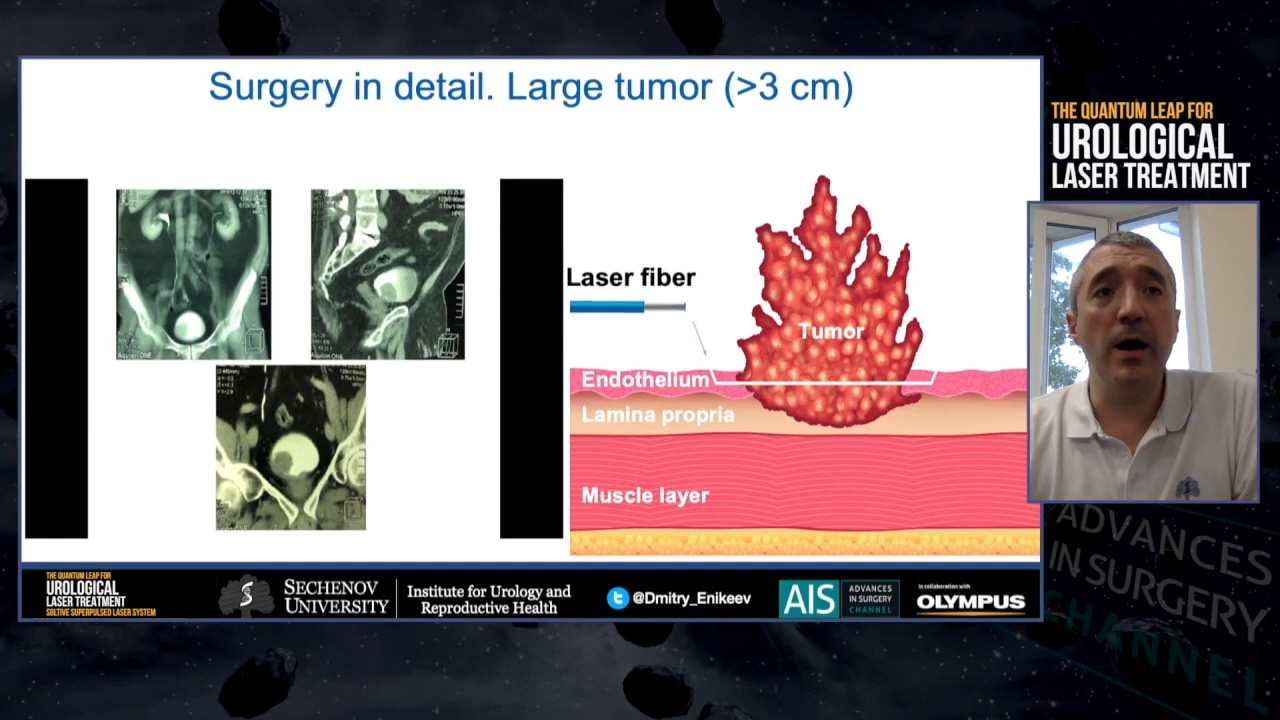 Surgery in detail. Large tumor (>3 cm)
THE QUANTUM LEAP FOR
UROLOGICAL
LASER TREATMENT
Laser fiber
Tumor
Endothelium
Lamina propria
Muscle layer
THE QUANTUM LEAP FOR
UROLOGICAL
LASER TREATMENT
SOLTIVE SUPERPULSED LASER SYSTEM
SECHENOV
UNIVERSITY
Institute for Urology and
Reproductive Health
@Dmitry_Enikeev
AIS
ADVANCES
IN SURGERY
CHANNEL
In collaboration with
OLYMPUS
ADVANCES
IN SURGERY
CHANNEL